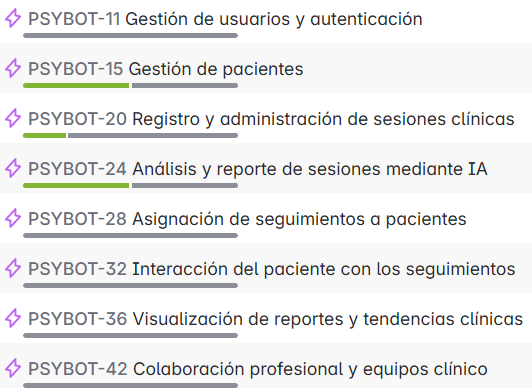 PSYBOT-11 Gestión de usuarios y autenticación
PSYBOT-15 Gestión de pacientes
PSYBOT-20 Registro y administración de sesiones clínicas
PSYBOT-24 Análisis y reporte de sesiones mediante IA
PSYBOT-28 Asignación de seguimientos a pacientes
PSYBOT-32 Interacción del paciente con los seguimientos
PSYBOT-36 Visualización de reportes y tendencias clínicas
PSYBOT-42 Colaboración profesional y equipos clínico